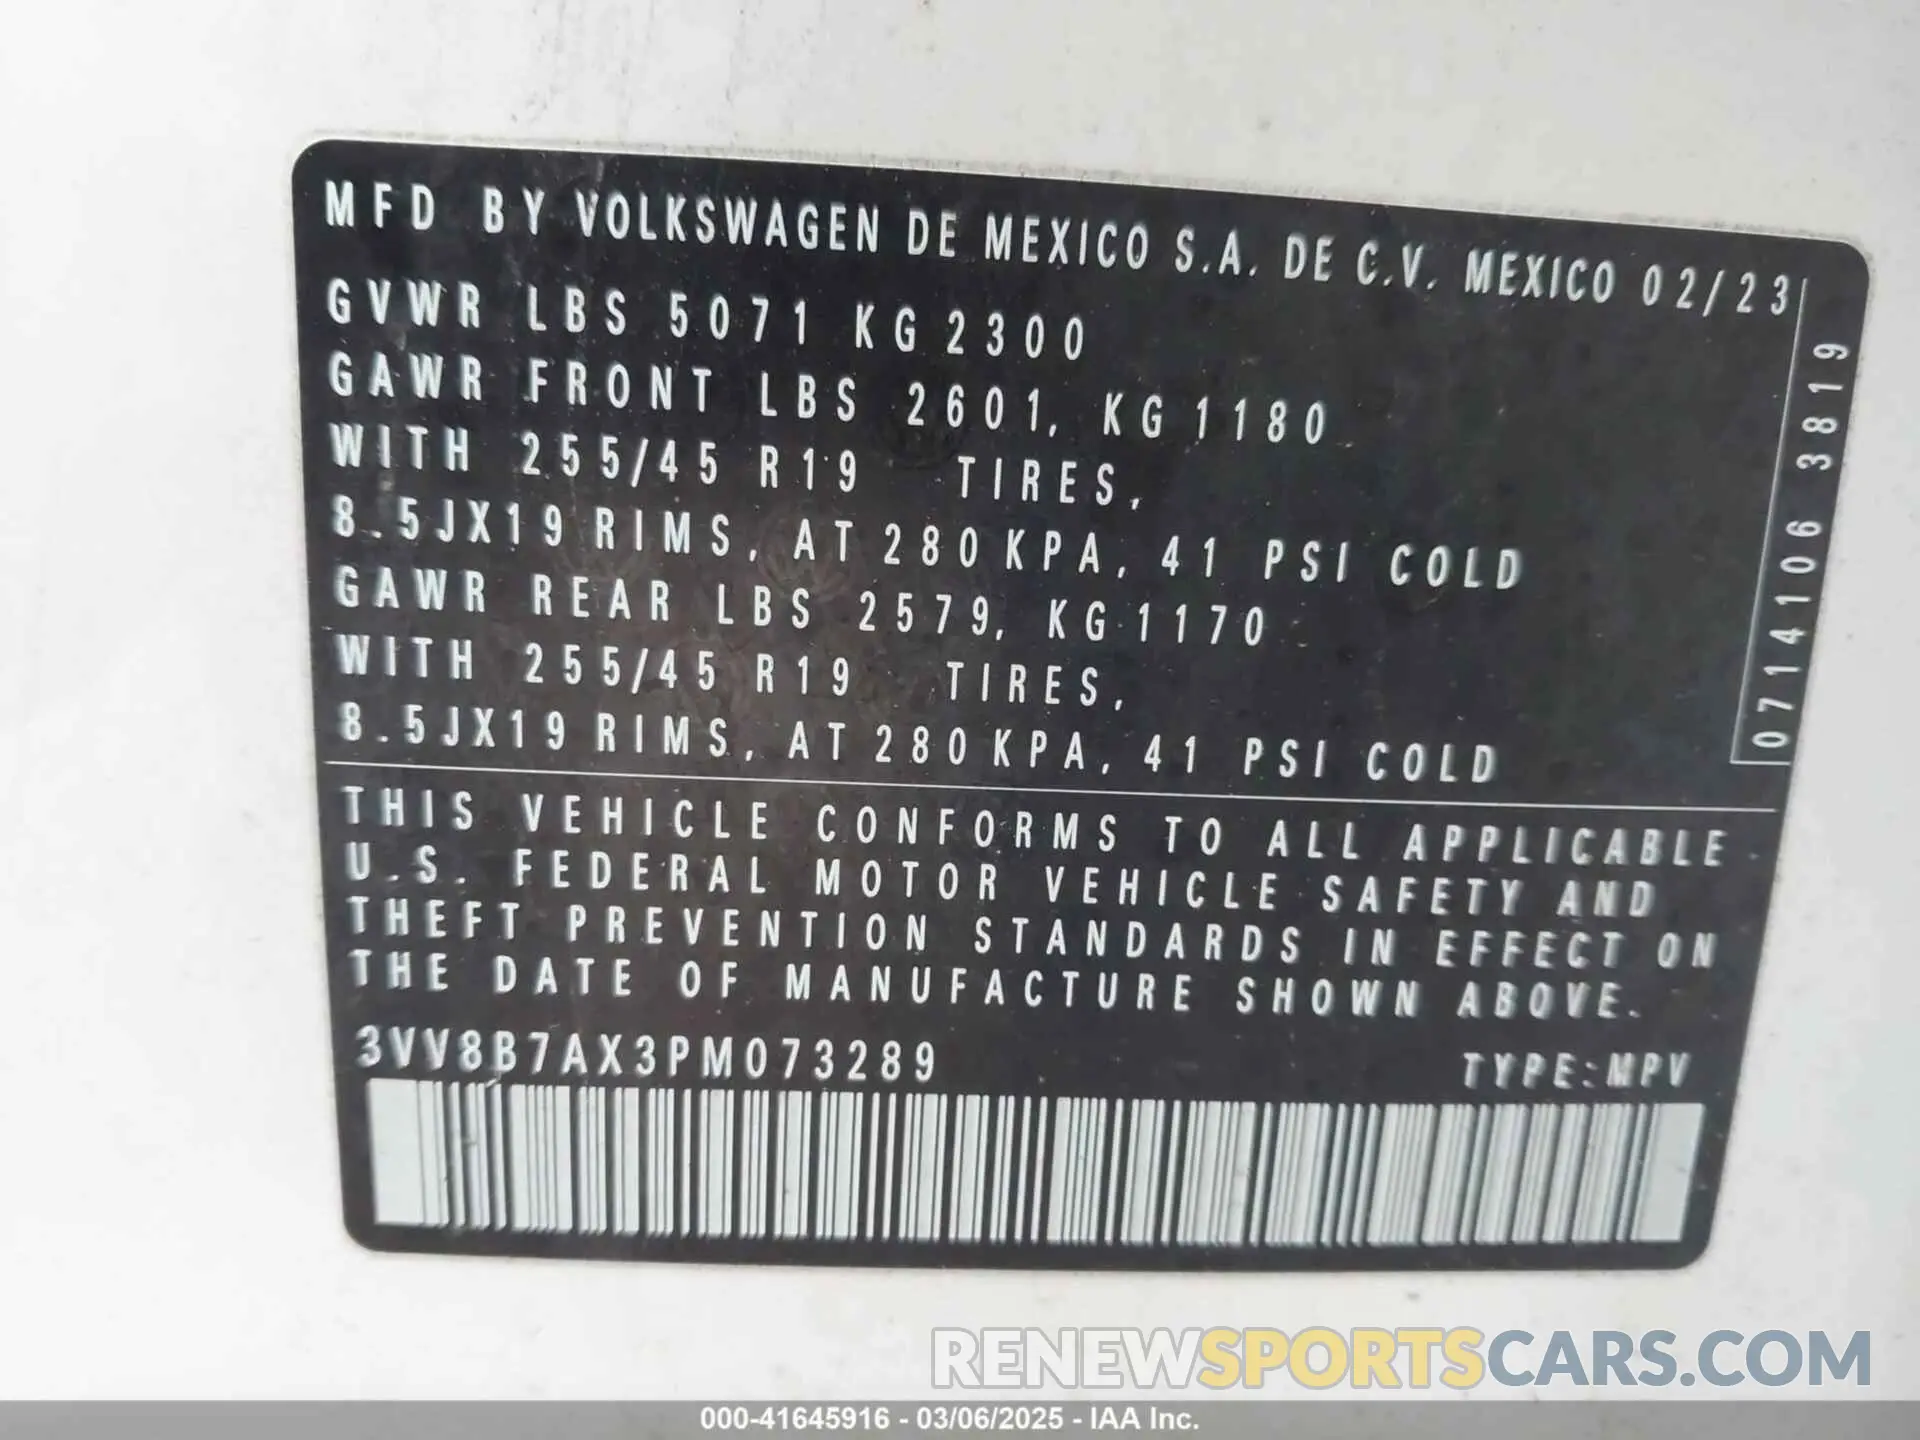 MFD BY VOLKSWAGEN DE MEXICO S.A. DE C.V. MEXICO 02/23
GVWR LBS 5071 KG 2300
GAWR FRONT LBS 2601, KG 1180
WITH 255/45 R19 TIRES,
8.5JX19 RIMS, AT 280 KPA, 41 PSI COLD
GAWR REAR LBS 2579, KG 1170
WITH 255/45 R19 TIRES,
8.5JX19 RIMS, AT 280 KPA, 41 PSI COLD
071 4106 3819
THIS VEHICLE CONFORMS TO ALL APPLICABLE
U.S. FEDERAL MOTOR VEHICLE SAFETY AND
THEFT PREVENTION STANDARDS IN EFFECT ON
THE DATE OF MANUFACTURE SHOWN ABOVE.
3VV8B7AX3PM073289 TYPE:MPV
RENEWSPORTSCARS.COM
000-41645916 - 03/06/2025 - IAA Inc.